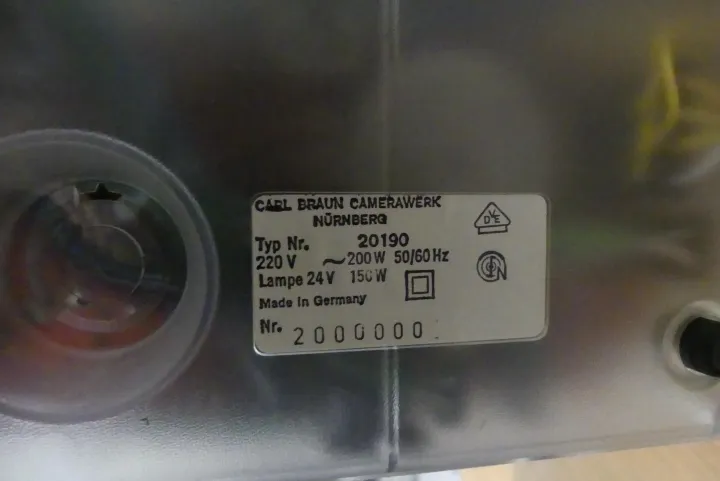 CARL BRAUN CAMERAWERK
NÜRNBERG
Typ Nr. 20190
220 V ~200 W 50/60 Hz
Lampe 24 V 150 W
Made in Germany
Nr. 2000000
VDE